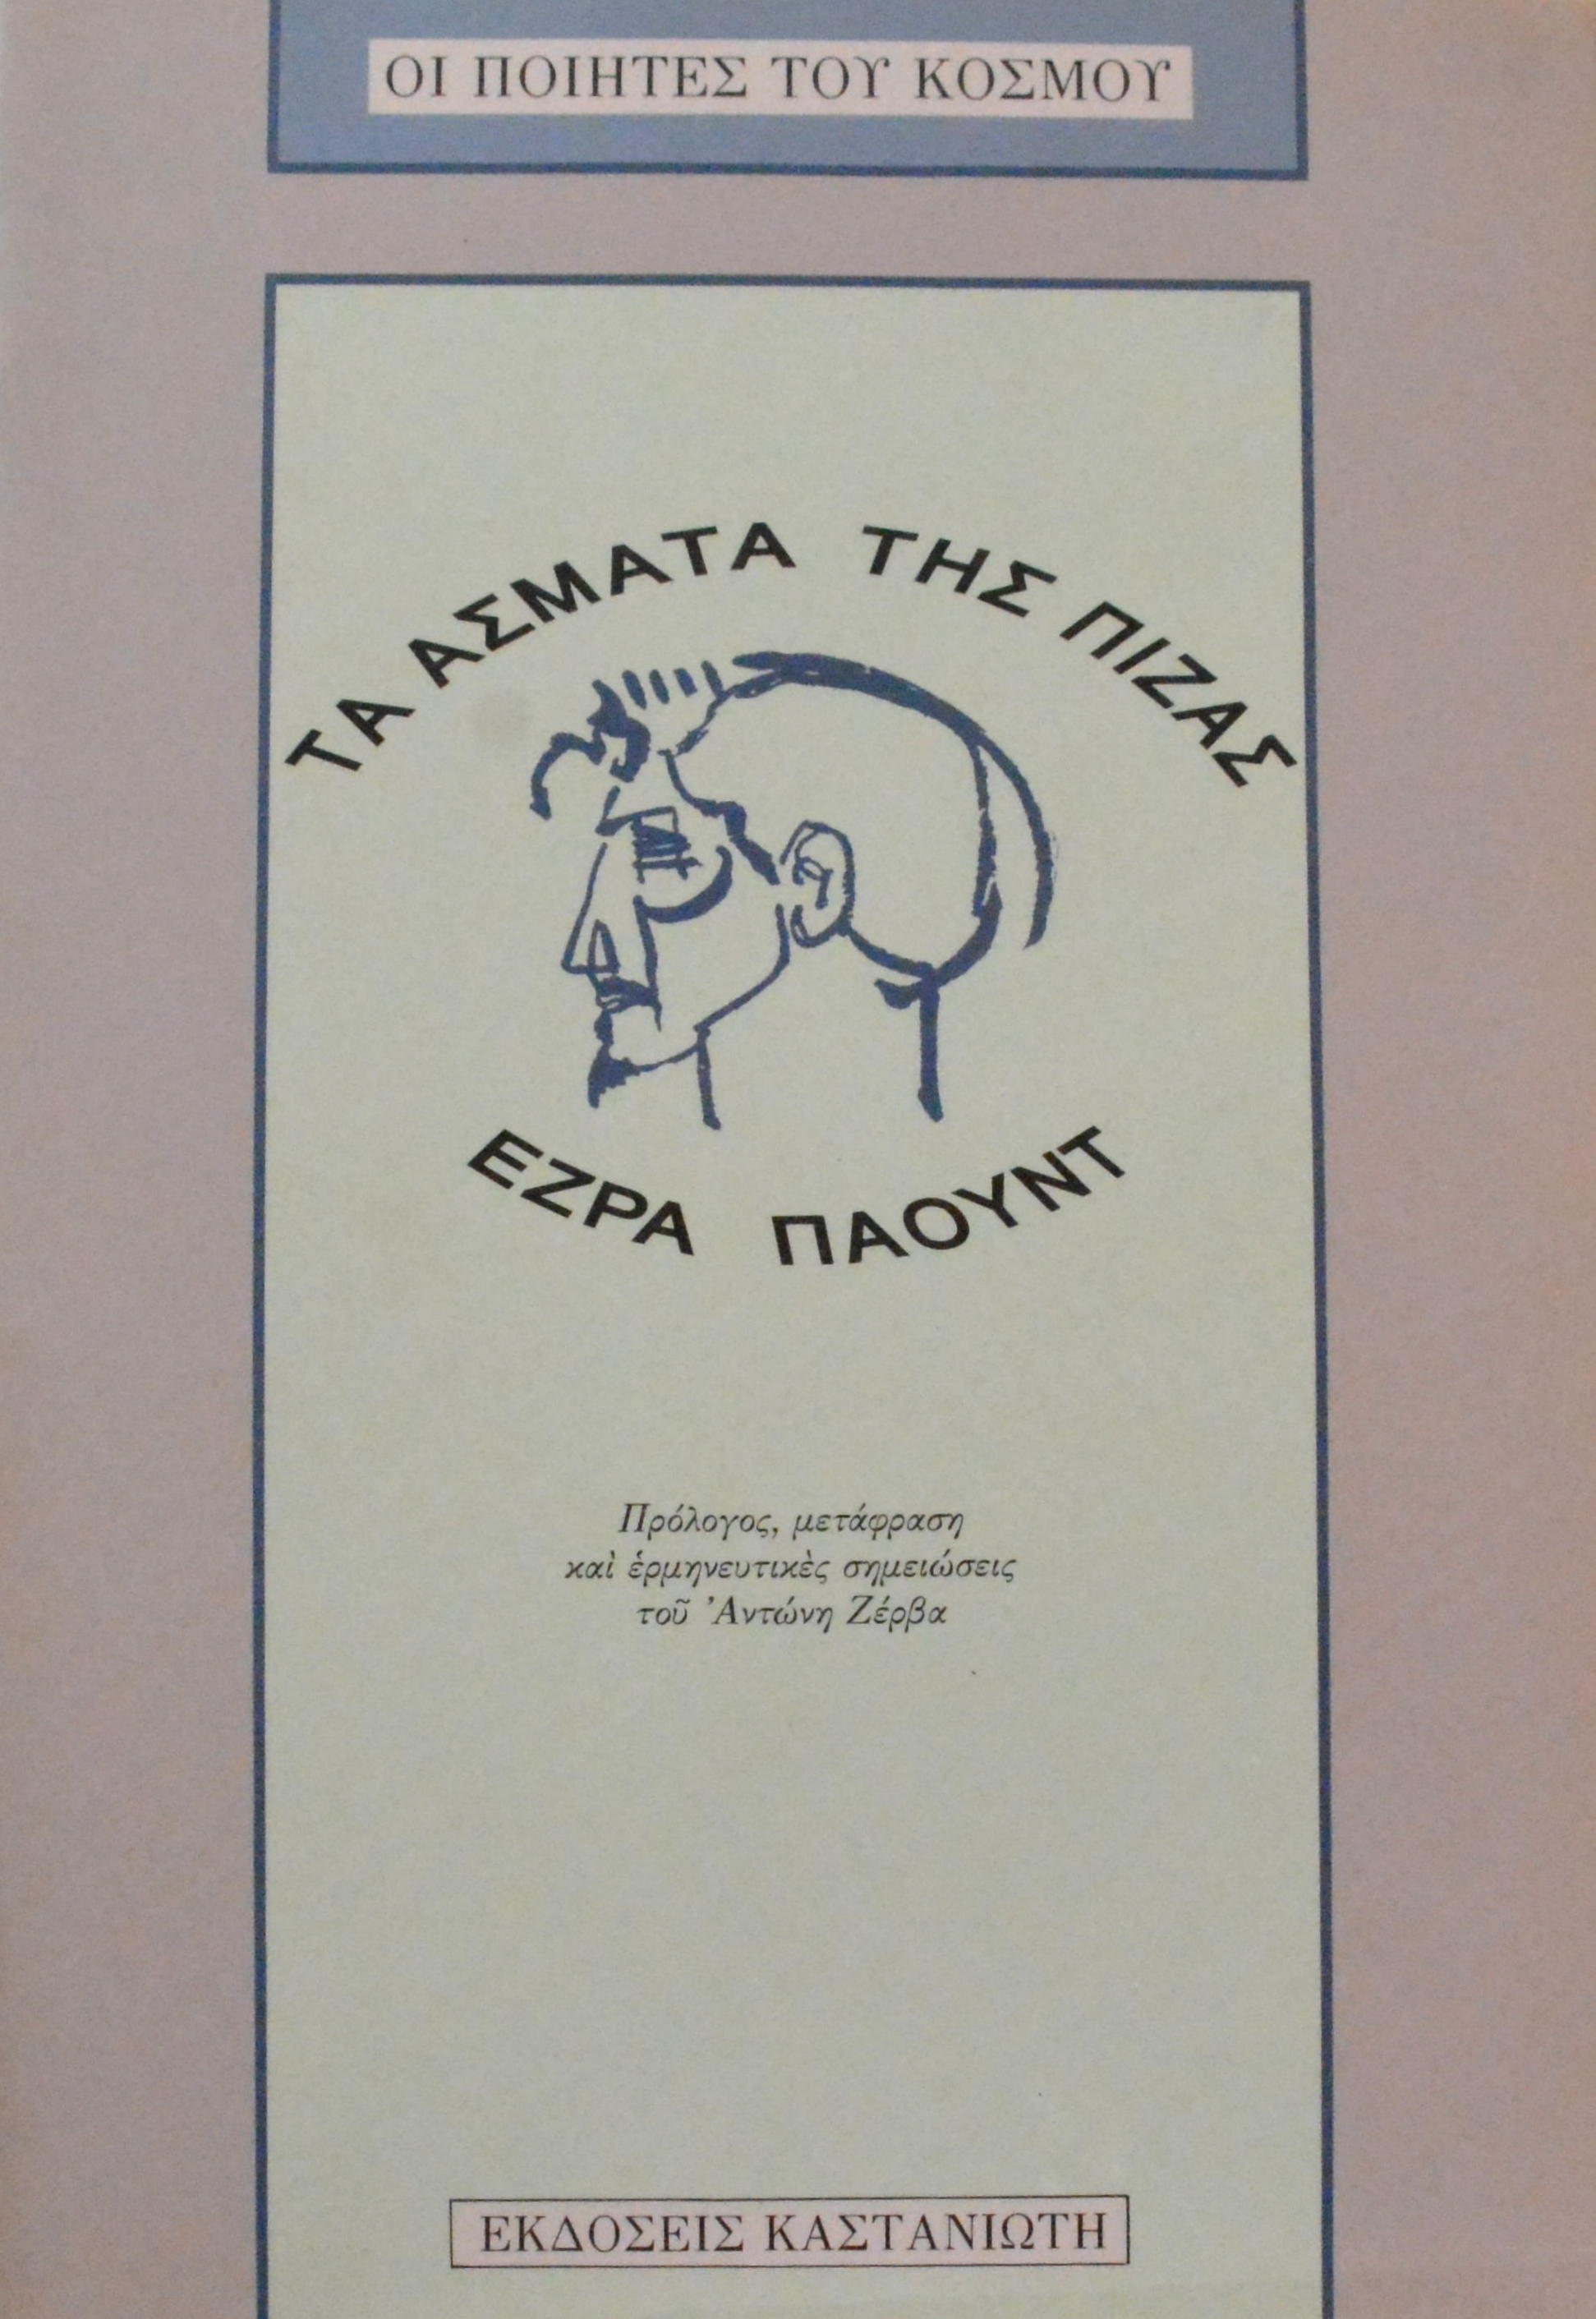 ΟΙ ΠΟΙΗΤΕΣ ΤΟΥ ΚΟΣΜΟΥ
ΤΑ ΑΣΜΑΤΑ ΤΗΣ ΠΙΖΑΣ
ΕΖΡΑ ΠΑΟΥΝΤ
Πρόλογος, μετάφραση
καὶ ἑρμηνευτικὲς σημειώσεις
τοῦ Ἀντώνη Ζέρβα
ΕΚΔΟΣΕΙΣ ΚΑΣΤΑΝΙΩΤΗ